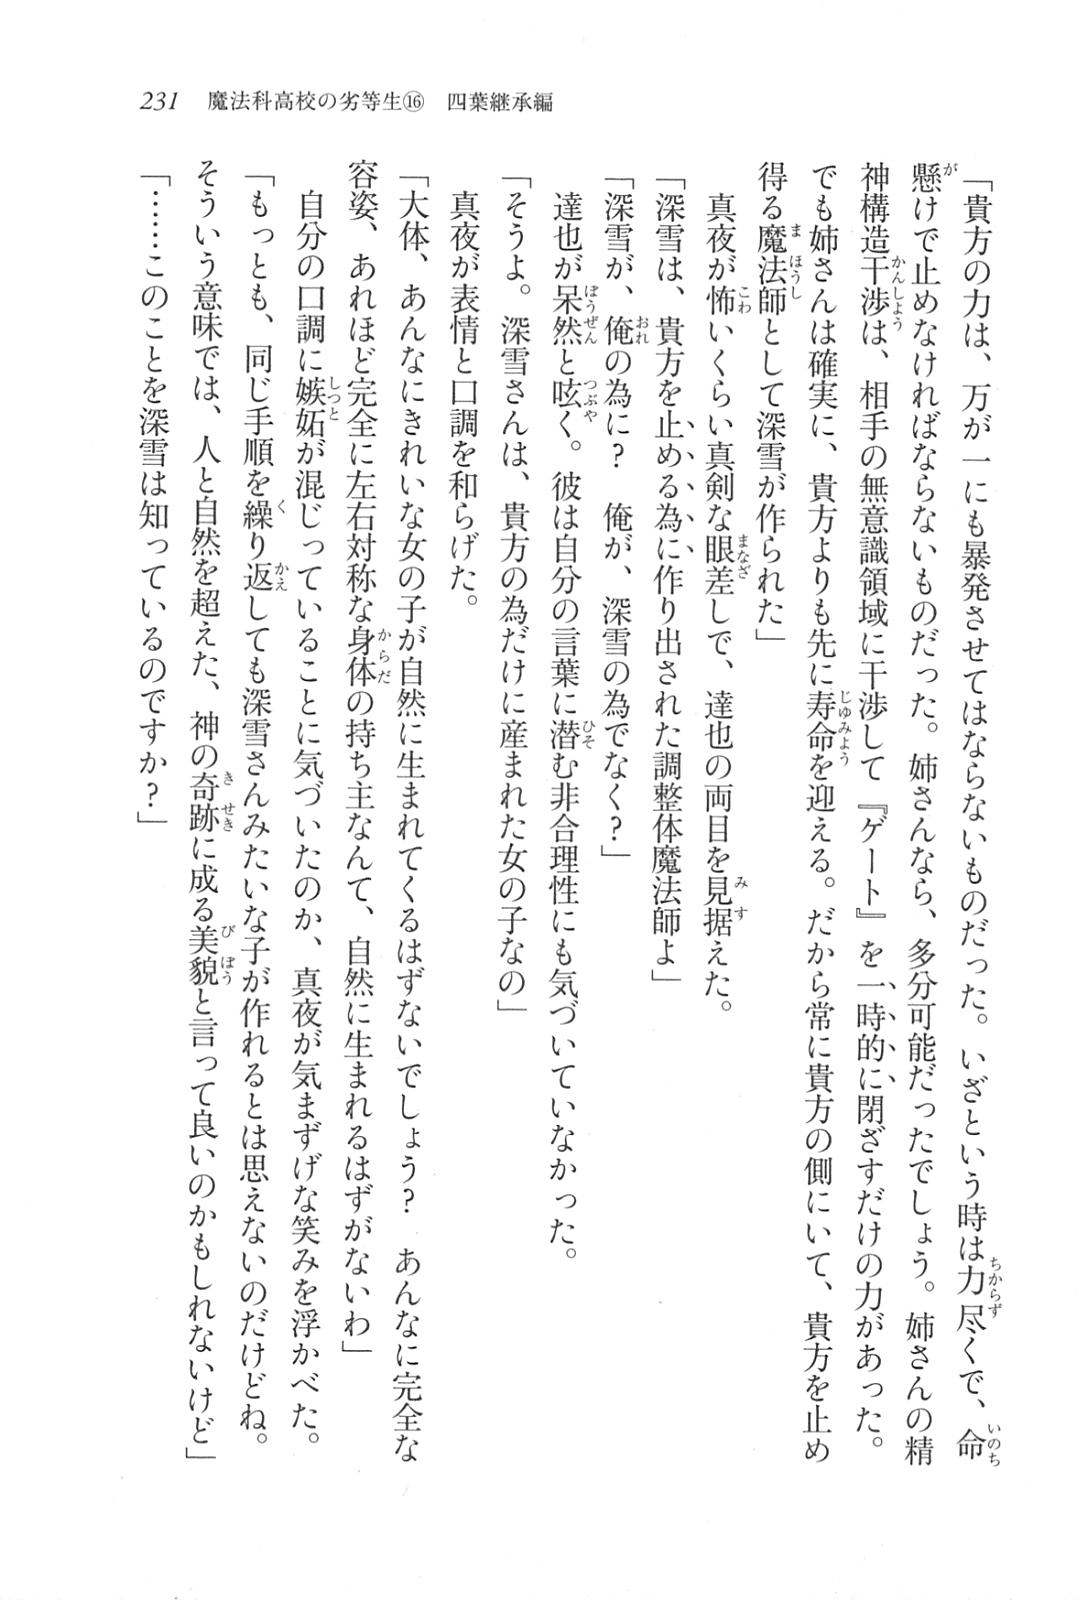 231　魔法科高校の劣等生⑯　四葉継承編
「貴方の力は、万が一にも暴発させてはならないものだった。いざという時は力尽くで、命
懸けで止めなければならないものだった。姉さんなら、多分可能だったでしょう。姉さんの精
神構造干渉は、相手の無意識領域に干渉して『ゲート』を一時的に閉ざすだけの力があった。
でも姉さんは確実に、貴方よりも先に寿命を迎える。だから常に貴方の側にいて、貴方を止め
得る魔法師として深雪が作られた」
　真夜が怖いくらい真剣な眼差しで、達也の両目を見据えた。
「深雪は、貴方を止める為に作り出された調整体魔法師よ」
「深雪が、俺の為に？　俺が、深雪の為でなく？」
　達也が呆然と呟く。彼は自分の言葉に潜む非合理性にも気づいていなかった。
「そうよ。深雪さんは、貴方の為だけに産まれた女の子なの」
　真夜が表情と口調を和らげた。
「大体、あんなにきれいな女の子が自然に生まれてくるはずないでしょう？　あんなに完全な
容姿、あれほど完全に左右対称な身体の持ち主なんて、自然に生まれるはずがないわ」
　自分の口調に嫉妬が混じっていることに気づいたのか、真夜が気まずげな笑みを浮かべた。
「もっとも、同じ手順を繰り返しても深雪さんみたいな子が作れるとは思えないのだけどね。
そういう意味では、人と自然を超えた、神の奇跡に成る美貌と言って良いのかもしれないけど」
「……このことを深雪は知っているのですか？」